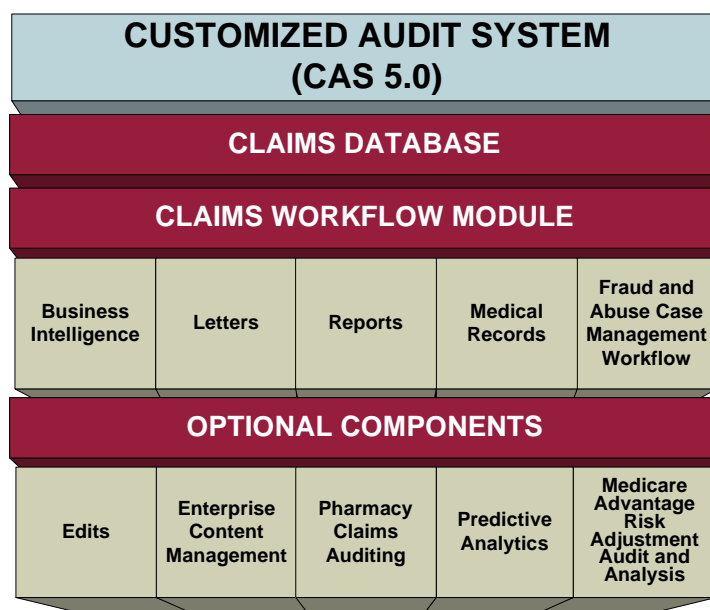 CUSTOMIZED AUDIT SYSTEM
(CAS 5.0)
CLAIMS DATABASE
CLAIMS WORKFLOW MODULE
Business
Intelligence
Letters
Reports
Medical
Records
Fraud and
Abuse Case
Management
Workflow
OPTIONAL COMPONENTS
Edits
Enterprise
Content
Management
Pharmacy
Claims
Auditing
Predictive
Analytics
Medicare
Advantage
Risk
Adjustment
Audit and
Analysis